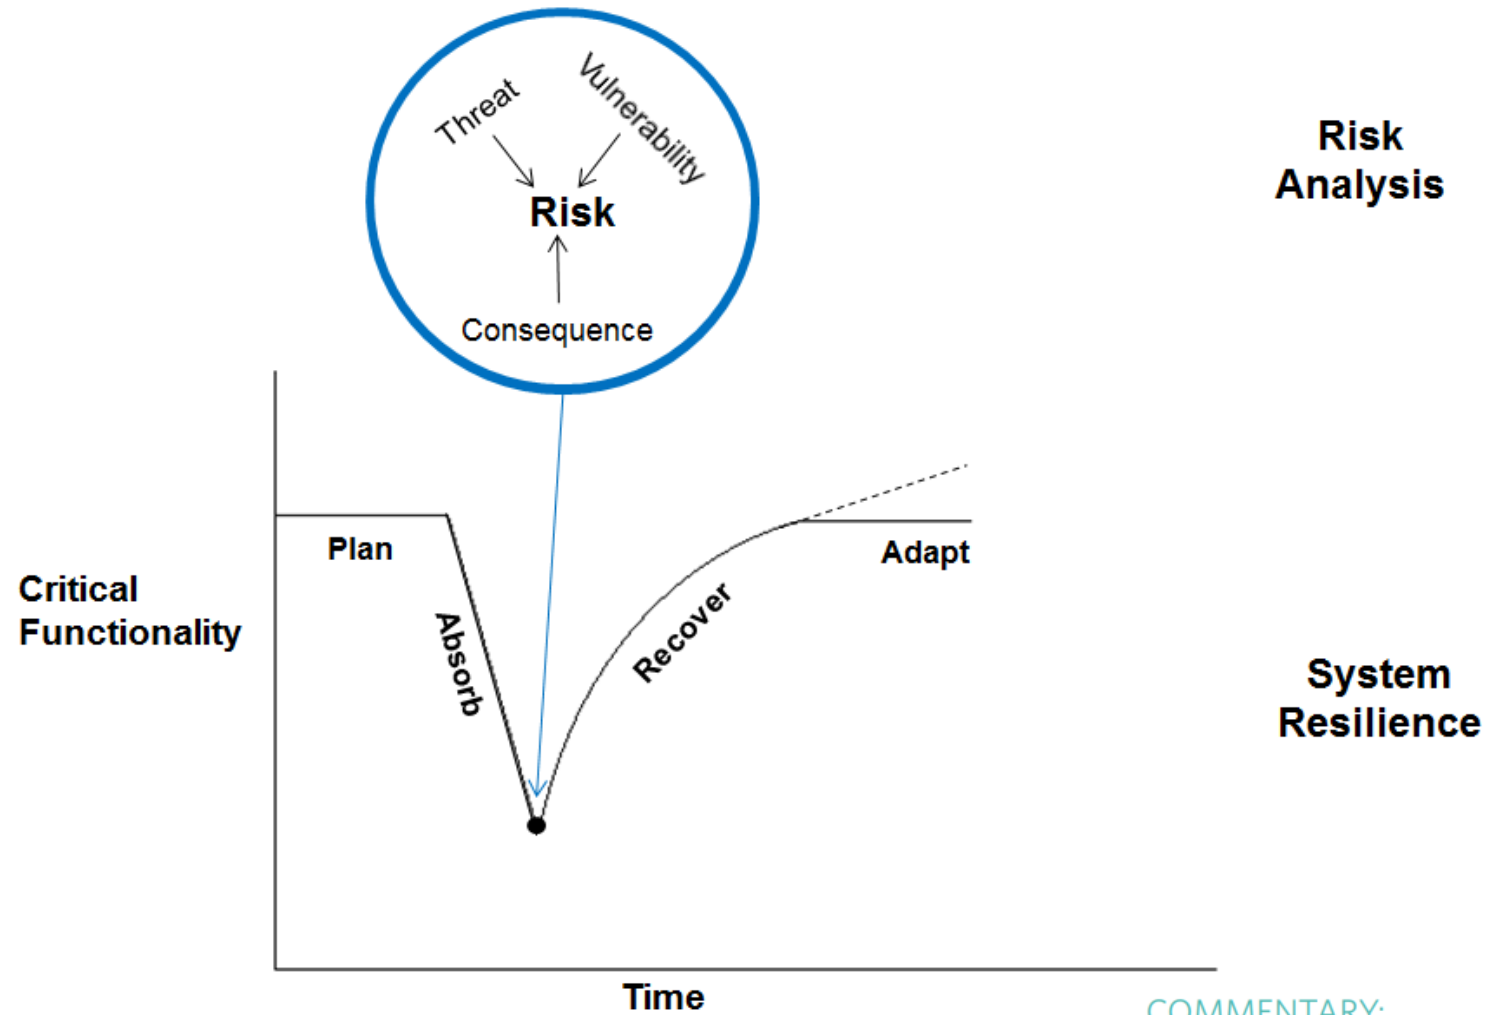 Threat
Vulnerability
Risk
Consequence
Risk
Analysis
Plan
Absorb
Recover
Adapt
Critical
Functionality
System
Resilience
Time
COMMENTARY: